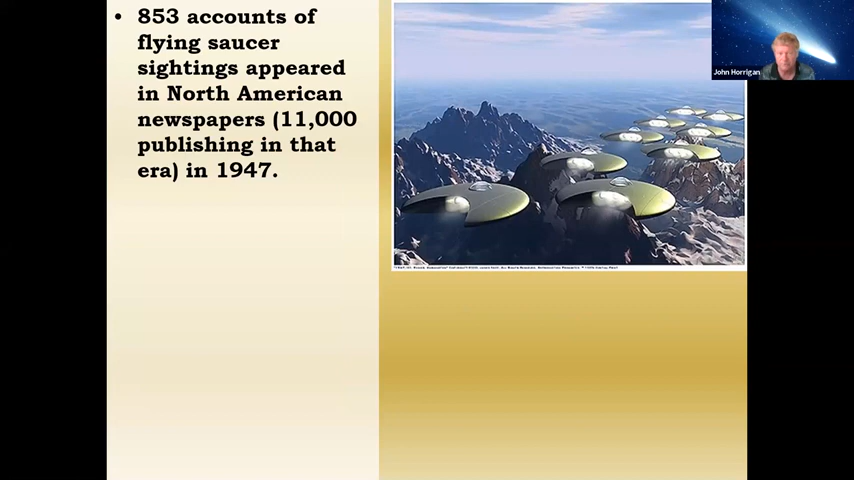 • 853 accounts of
flying saucer
sightings appeared
in North American
newspapers (11,000
publishing in that
era) in 1947.
John Horrigan